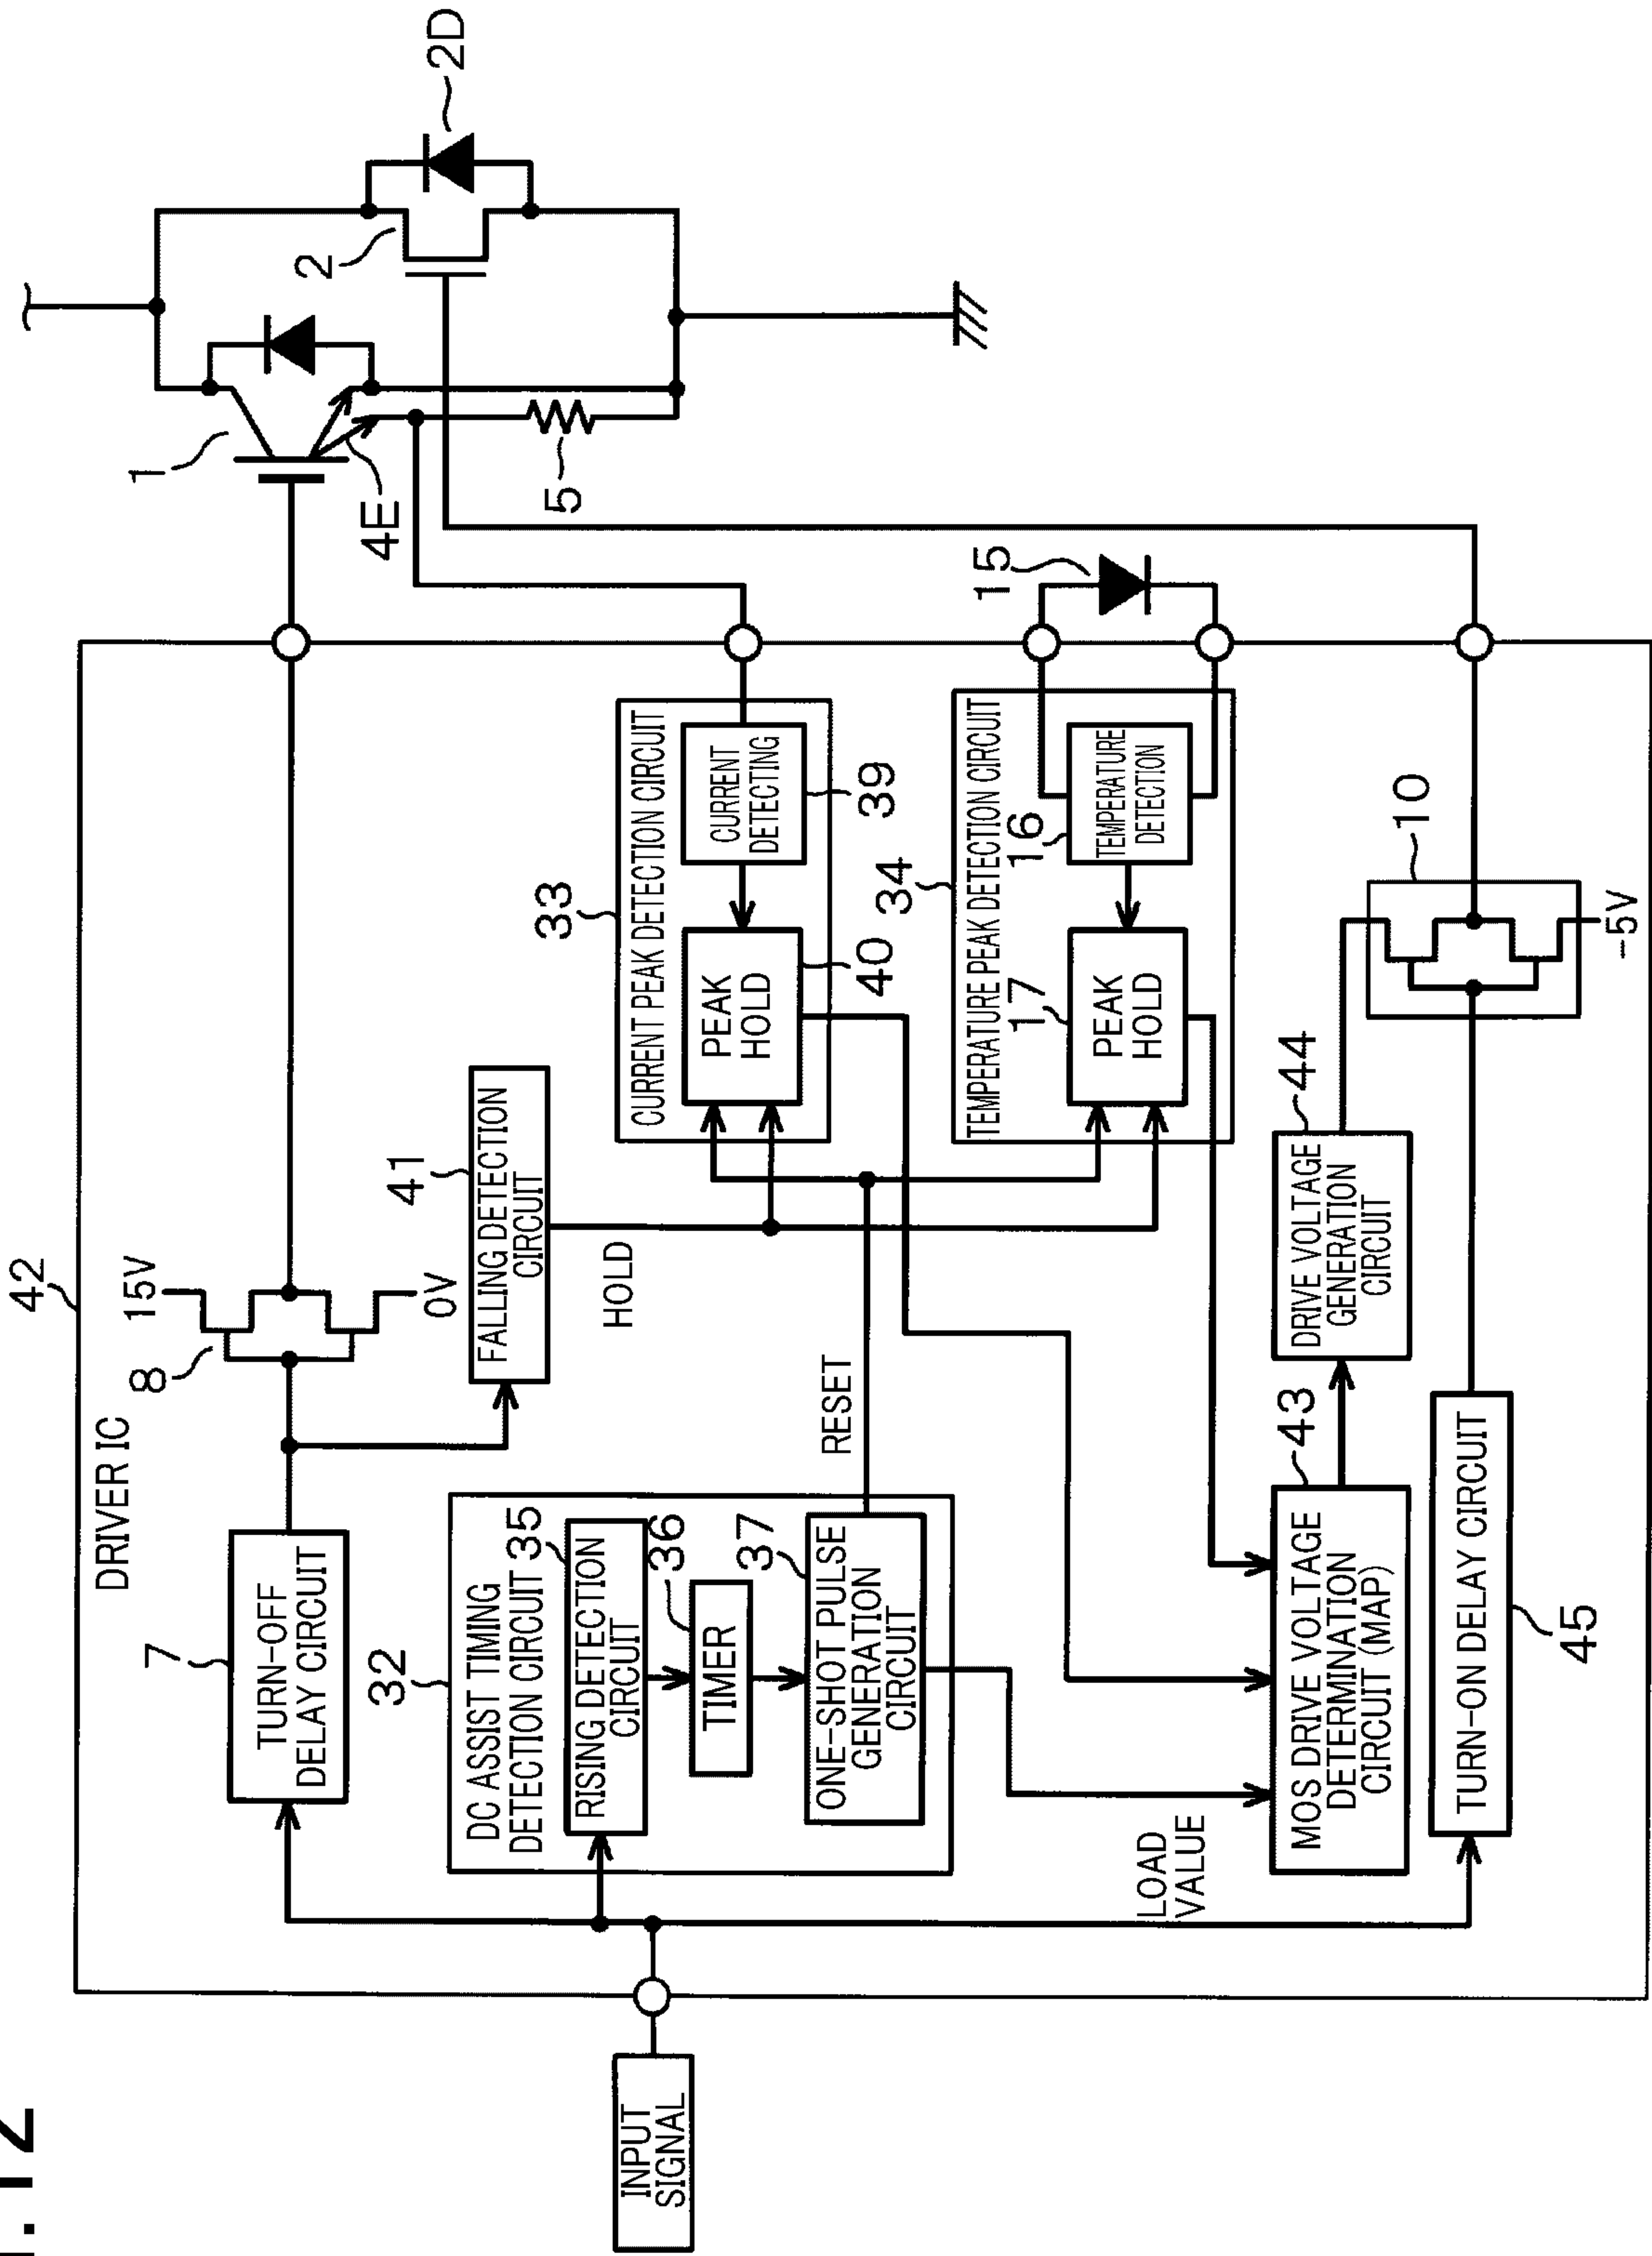 .12
42
DRIVER IC
7
TURN-OFF
DELAY CIRCUIT
8
15V
0V
1
4E
5
2
2D
41
FALLING DETECTION
CIRCUIT
HOLD
32
DC ASSIST TIMING
DETECTION CIRCUIT
35
RISING DETECTION
CIRCUIT
36
TIMER
37
ONE-SHOT PULSE
GENERATION
CIRCUIT
RESET
INPUT
SIGNAL
33
CURRENT PEAK DETECTION CIRCUIT
PEAK
HOLD
40
CURRENT
DETECTING
39
34
TEMPERATURE PEAK DETECTION CIRCUIT
17
PEAK
HOLD
16
TEMPERATURE
DETECTION
15
LOAD
VALUE
43
MOS DRIVE VOLTAGE
DETERMINATION
CIRCUIT (MAP)
44
DRIVE VOLTAGE
GENERATION
CIRCUIT
10
-5V
TURN-ON DELAY CIRCUIT
45